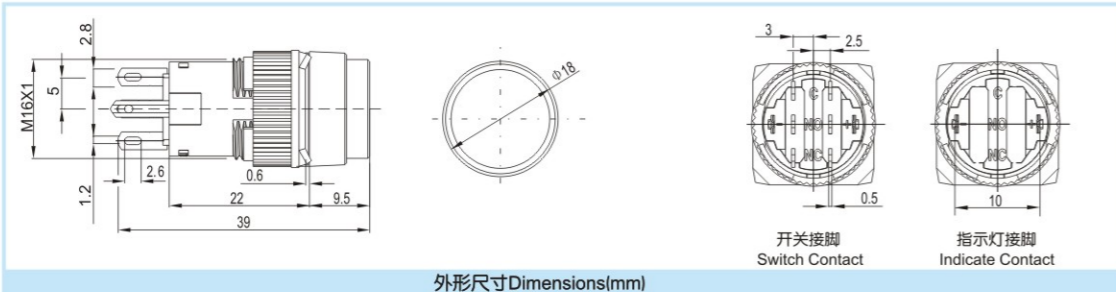 2.8
M16X1
5
1.2
2.6
0.6
22
9.5
39
Φ18
3
2.5
C
NO
NC
0.5
开关接脚
Switch Contact
C
NO
NC
10
指示灯接脚
Indicate Contact
外形尺寸Dimensions(mm)